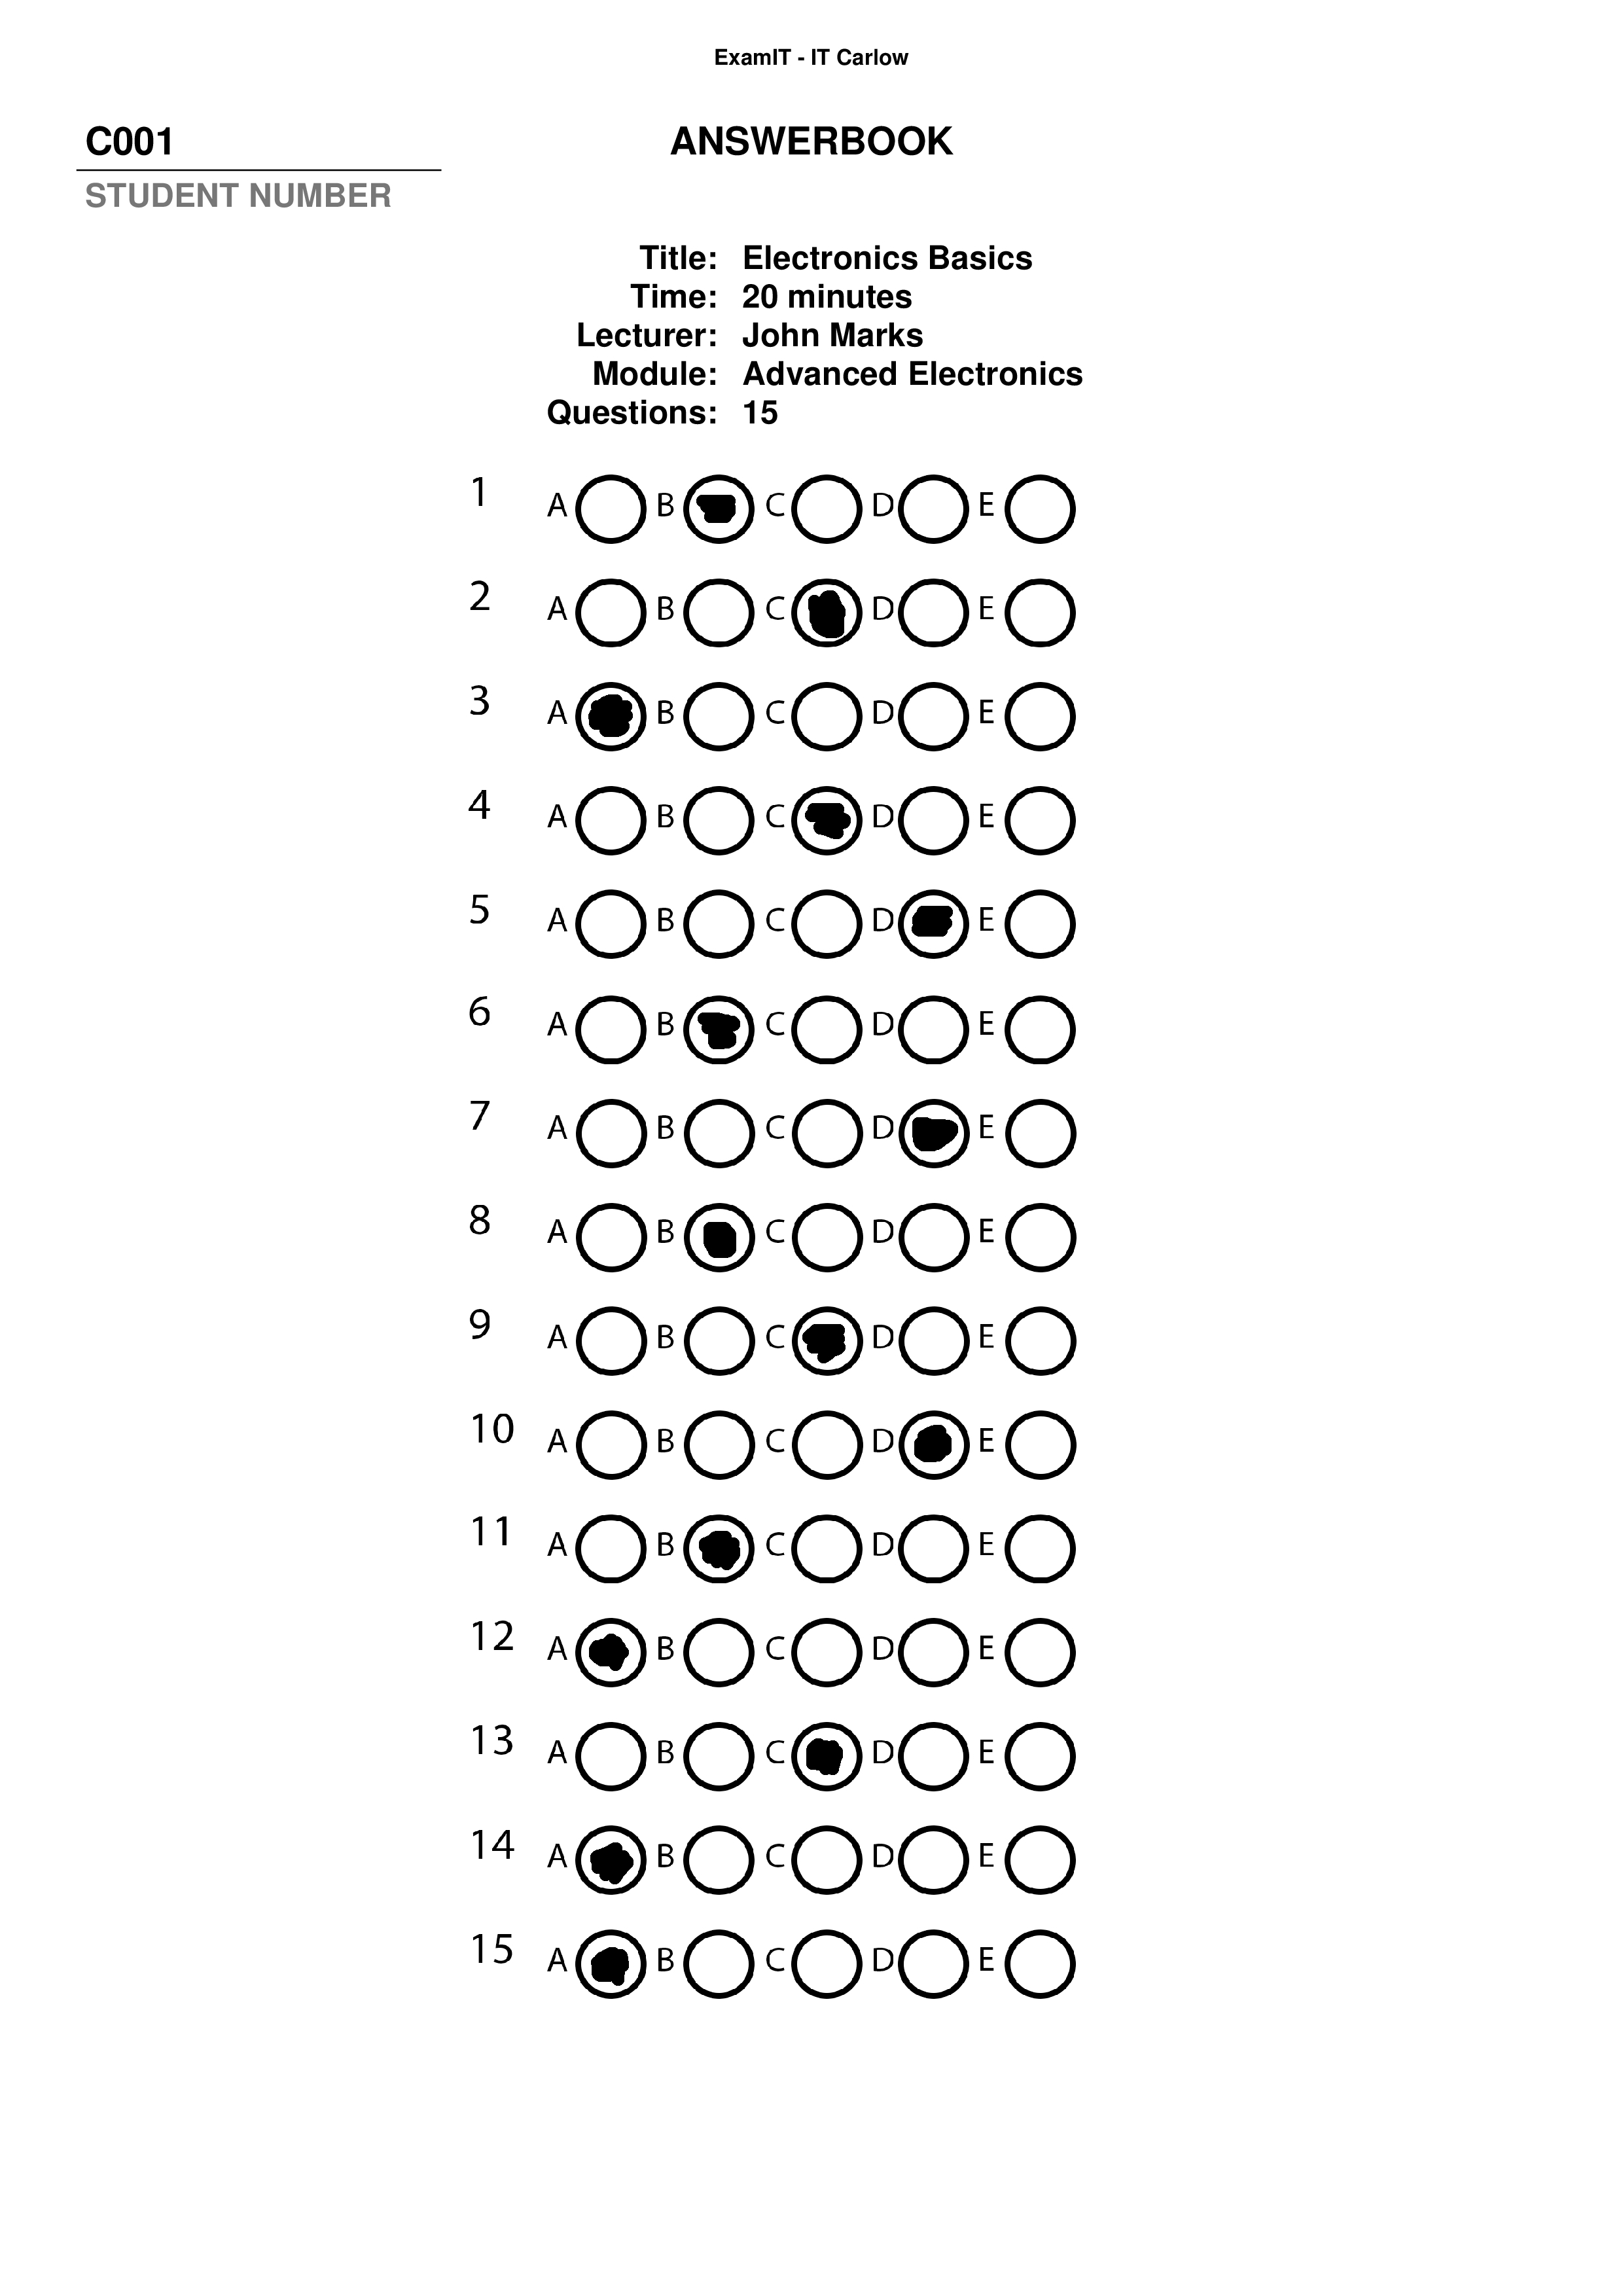 ExamIT - IT Carlow
C001
ANSWERBOOK
STUDENT NUMBER
Title: Electronics Basics
Time: 20 minutes
Lecturer: John Marks
Module: Advanced Electronics
Questions: 15
1 A B C D E
2 A B C D E
3 A B C D E
4 A B C D E
5 A B C D E
6 A B C D E
7 A B C D E
8 A B C D E
9 A B C D E
10 A B C D E
11 A B C D E
12 A B C D E
13 A B C D E
14 A B C D E
15 A B C D E